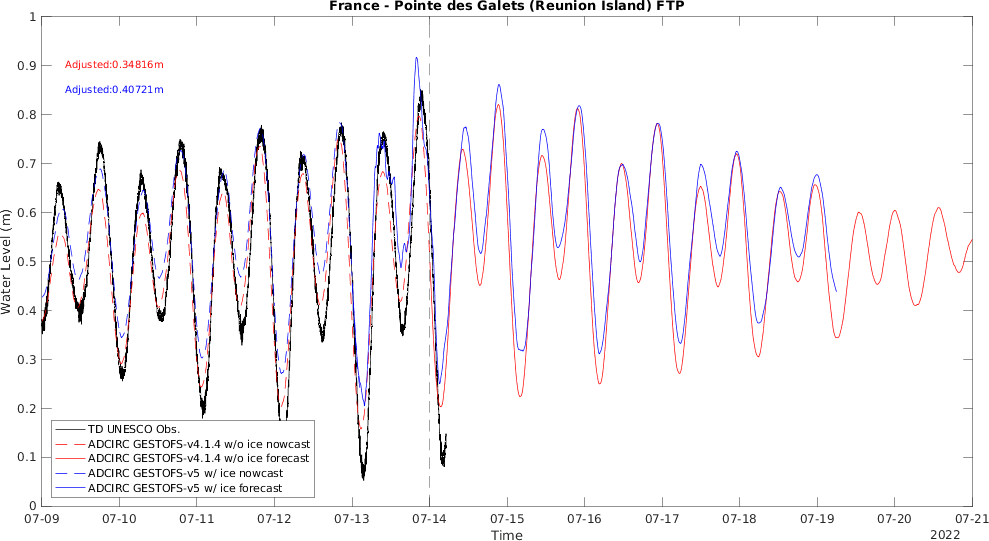 France - Pointe des Galets (Reunion Island) FTP
1
0.9
0.8
0.7
0.6
0.5
0.4
0.3
0.2
0.1
0
Water Level (m)
Adjusted:0.34816m
Adjusted:0.40721m
TD UNESCO Obs.
ADCIRC GESTOFS-v4.1.4 w/o ice nowcast
ADCIRC GESTOFS-v4.1.4 w/o ice forecast
ADCIRC GESTOFS-v5 w/ ice nowcast
ADCIRC GESTOFS-v5 w/ ice forecast
07-09 07-10 07-11 07-12 07-13 07-14 07-15 07-16 07-17 07-18 07-19 07-20 07-21
Time
2022